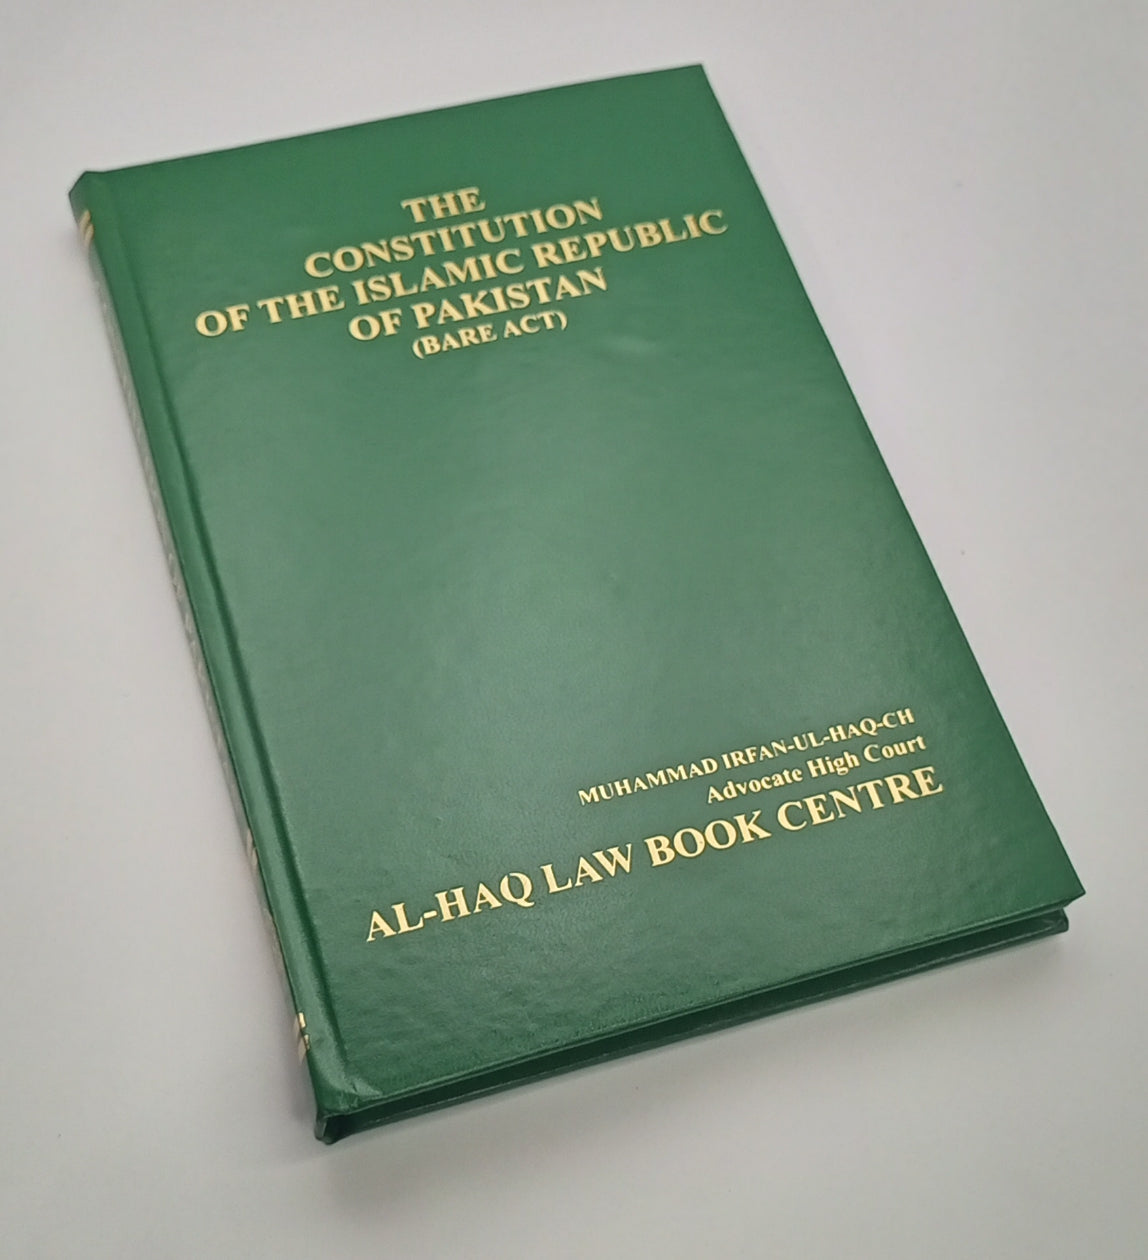 THE
CONSTITUTION
OF THE ISLAMIC REPUBLIC
OF PAKISTAN
(BARE ACT)
MUHAMMAD IRFAN-UL-HAQ-CH
Advocate High Court
AL-HAQ LAW BOOK CENTRE